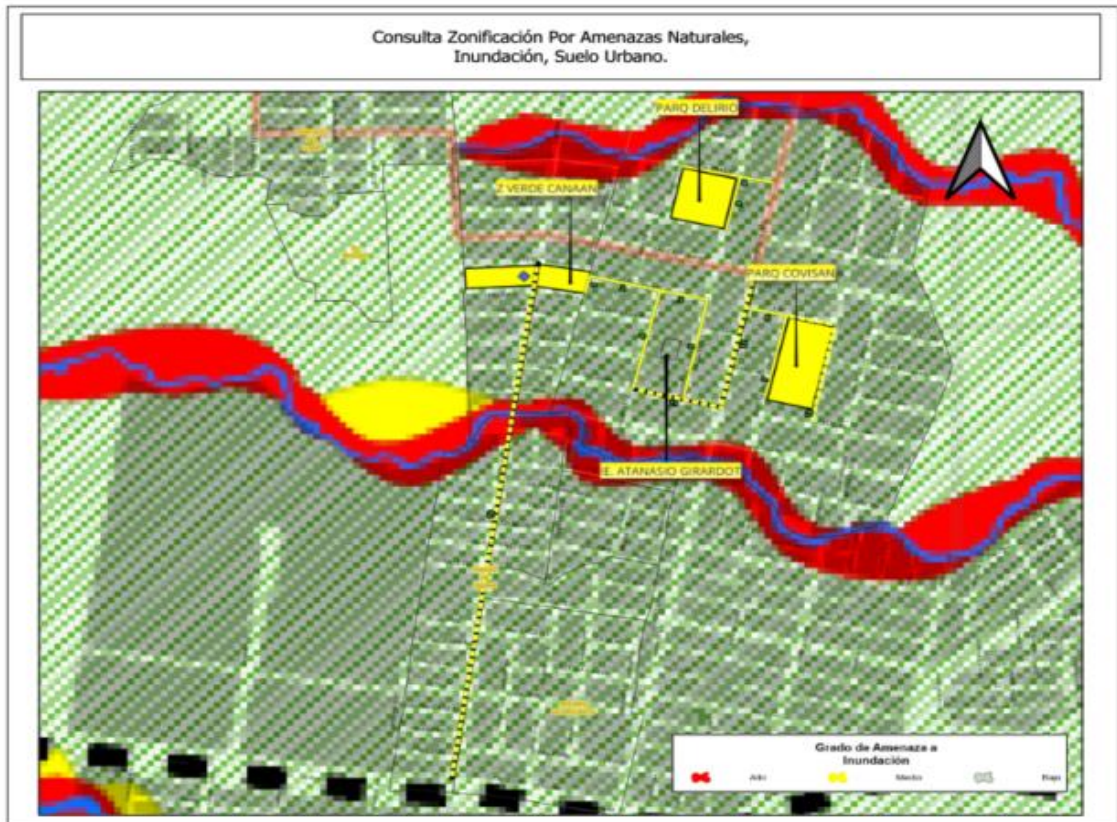 Consulta Zonificación Por Amenazas Naturales,
Inundación, Suelo Urbano.
PARQ DELIRIO
Z VERDE CANAAN
PARQ COVISAN
IE. ATANASIO GIRARDOT
Grado de Amenaza a
Inundación
Alto
Medio
Bajo